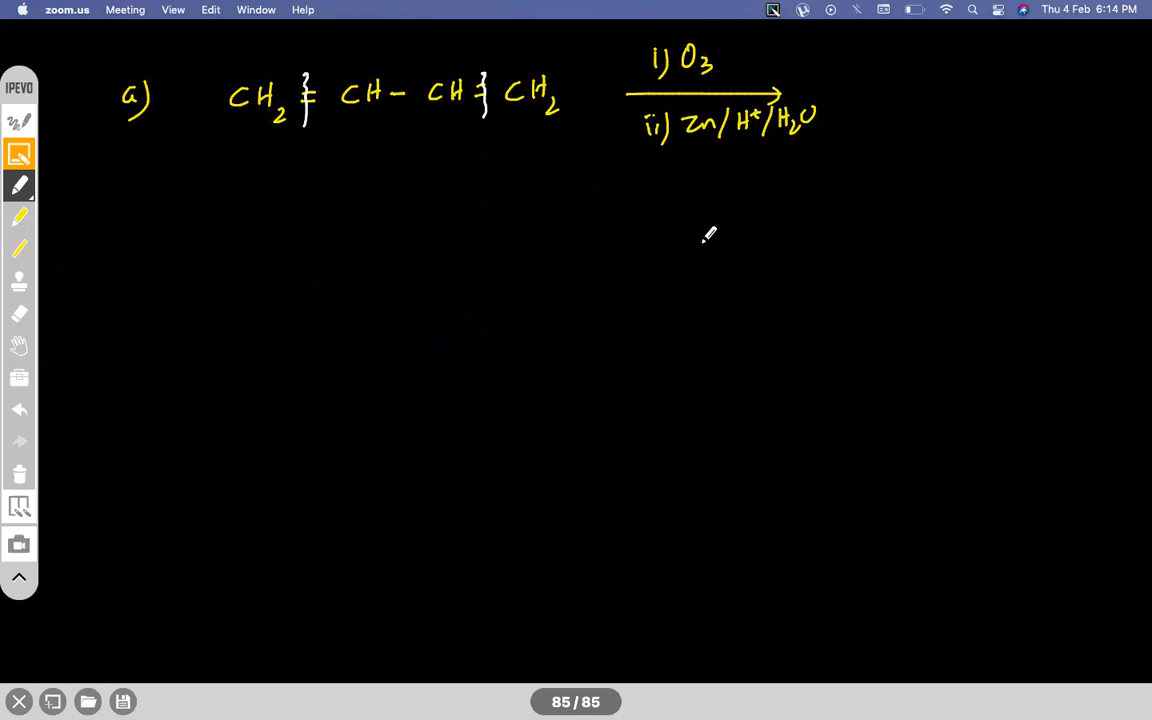 zoom.us Meeting View Edit Window Help Thu 4 Feb 6:14 PM
IPEVO
i) O3
a) CH2 = CH - CH = CH2
ii) Zn/H+/H2O
85 / 85